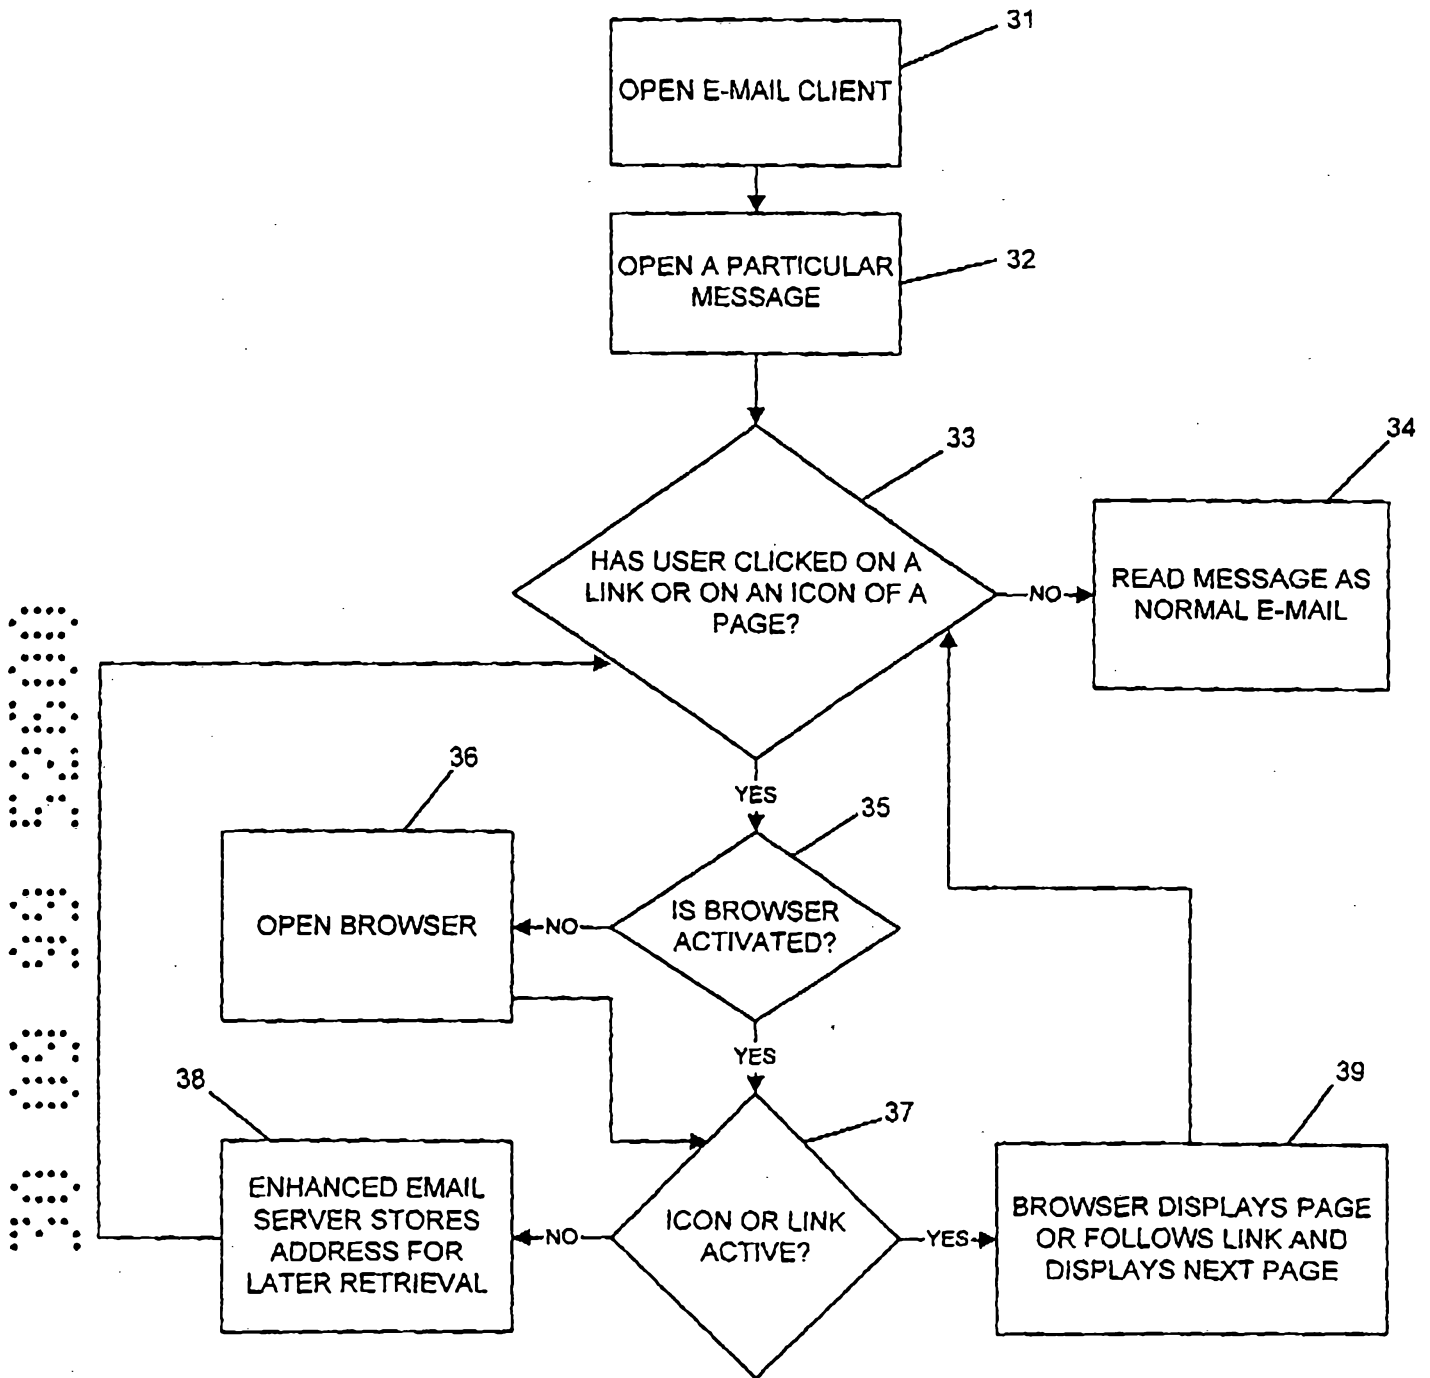 31
OPEN E-MAIL CLIENT
32
OPEN A PARTICULAR
MESSAGE
33
34
HAS USER CLICKED ON A
LINK OR ON AN ICON OF A
PAGE?
NO
READ MESSAGE AS
NORMAL E-MAIL
36
YES
35
OPEN BROWSER
NO
IS BROWSER
ACTIVATED?
YES
38
37
39
ENHANCED EMAIL
SERVER STORES
ADDRESS FOR
LATER RETRIEVAL
NO
ICON OR LINK
ACTIVE?
YES
BROWSER DISPLAYS PAGE
OR FOLLOWS LINK AND
DISPLAYS NEXT PAGE